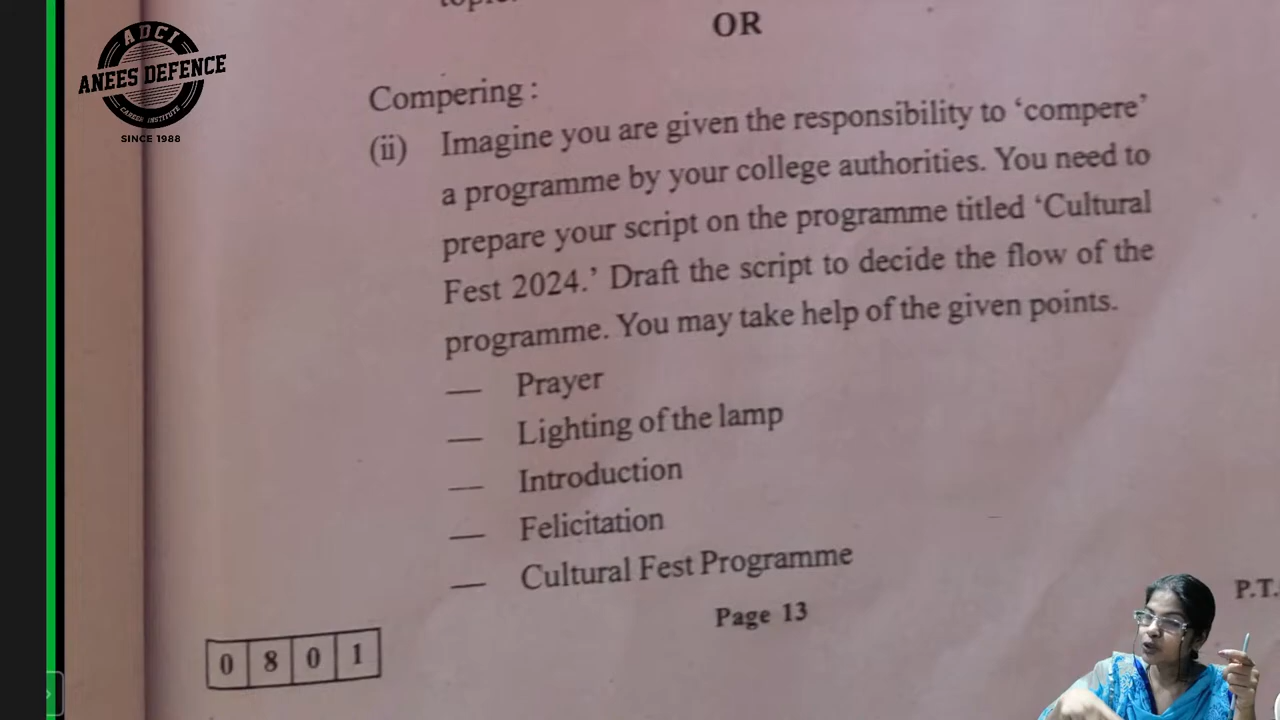 topic.
OR
ADCI
ANEES DEFENCE
CAREER INSTITUTE
SINCE 1988
Compering :
(ii) Imagine you are given the responsibility to ‘compere’
a programme by your college authorities. You need to
prepare your script on the programme titled ‘Cultural
Fest 2024.’ Draft the script to decide the flow of the
programme. You may take help of the given points.
— Prayer
— Lighting of the lamp
— Introduction
— Felicitation
— Cultural Fest Programme
Page 13
P.T.
0 8 0 1